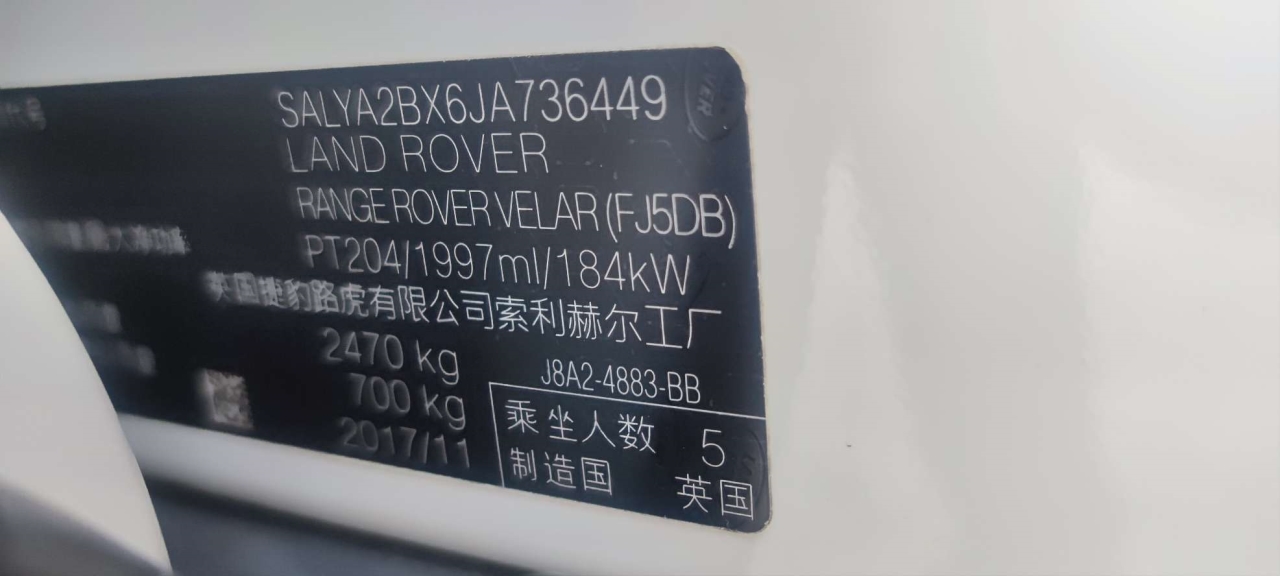 SALYA2BX6JA736449
LAND ROVER
RANGE ROVER VELAR (FJ5DB)
PT204/1997ml/184kW
英国捷豹路虎有限公司索利赫尔工厂
2470 kg
J8A2-4883-BB
700 kg
2017/11
乘坐人数 5
制造国 英国